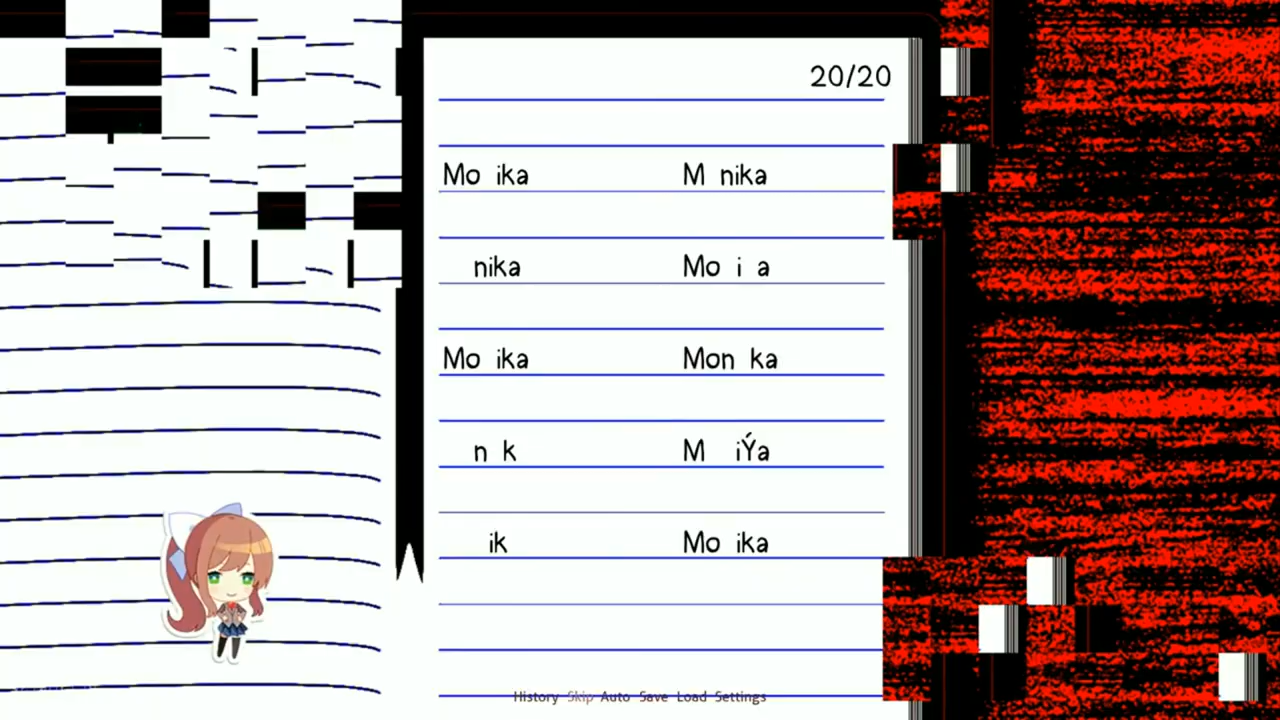 20/20
Mo ika M nika
nika Mo i a
Mo ika Mon ka
n k M iÝa
ik Mo ika
History Skip Auto Save Load Settings